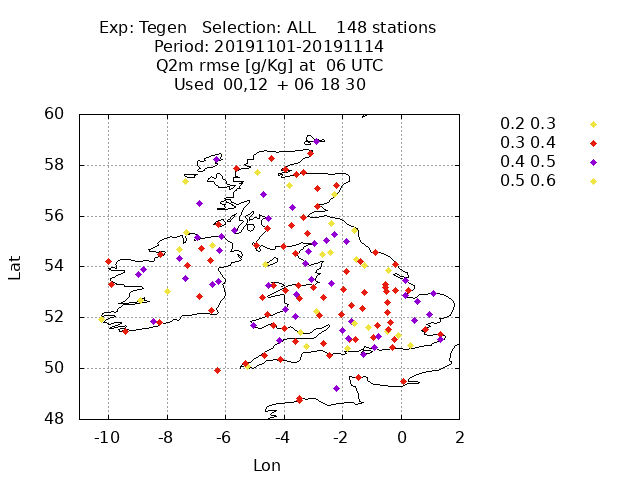 Exp: Tegen Selection: ALL 148 stations
Period: 20191101-20191114
Q2m rmse [g/Kg] at 06 UTC
Used 00,12 + 06 18 30
0.2 0.3
0.3 0.4
0.4 0.5
0.5 0.6
60
58
56
54
52
50
48
Lat
-10 -8 -6 -4 -2 0 2
Lon